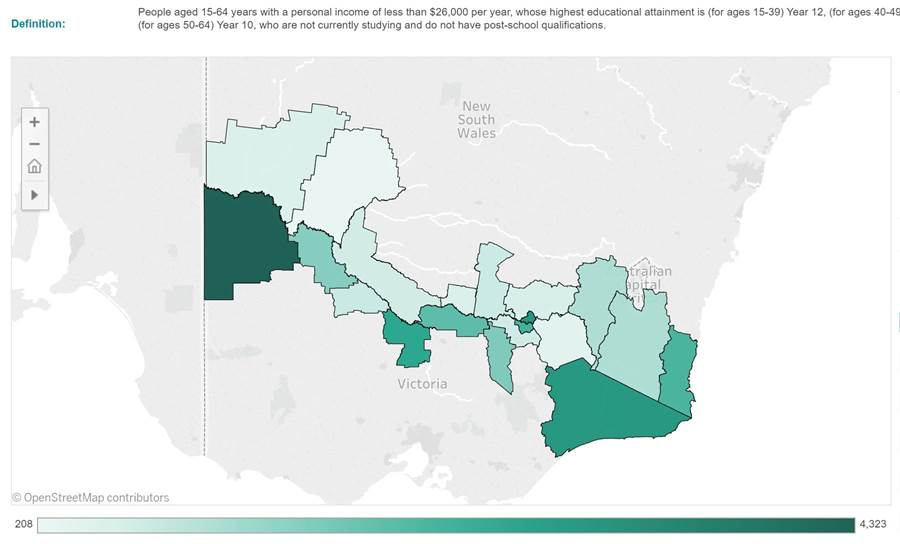 People aged 15-64 years with a personal income of less than $26,000 per year, whose highest educational attainment is (for ages 15-39) Year 12, (for ages 40-49
Definition:
(for ages 50-64) Year 10, who are not currently studying and do not have post-school qualifications.
New
South
Wales
tralian
apital
Victoria
© OpenStreetMap contributors
208
4,323